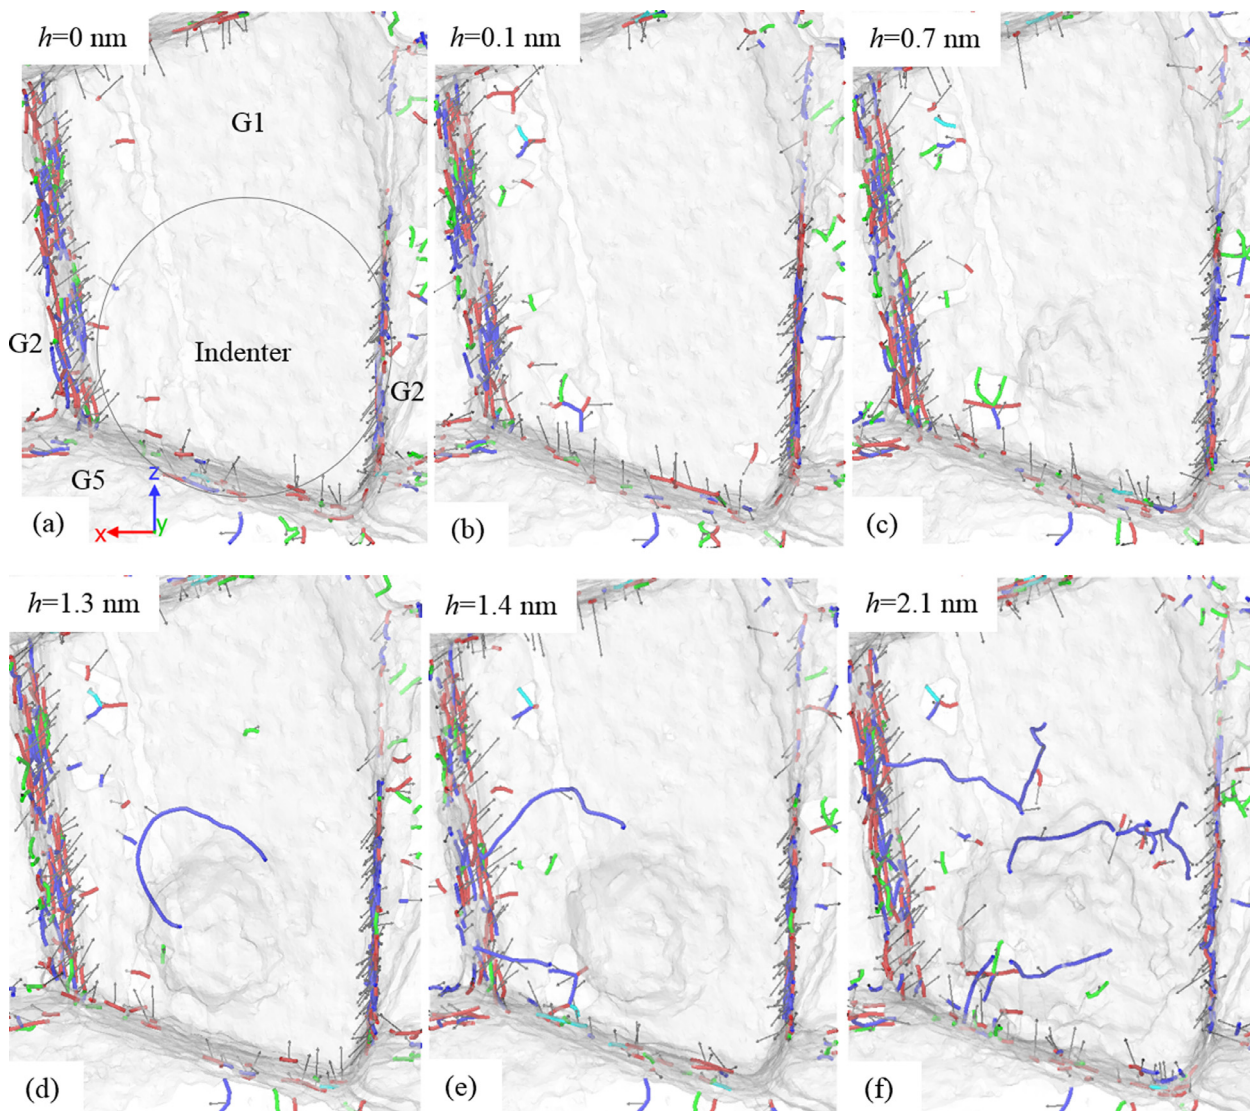 h=0 nm
G1
Indenter
G2
G2
G5
z
x
y
(a)
h=0.1 nm
(b)
h=0.7 nm
(c)
h=1.3 nm
(d)
h=1.4 nm
(e)
h=2.1 nm
(f)